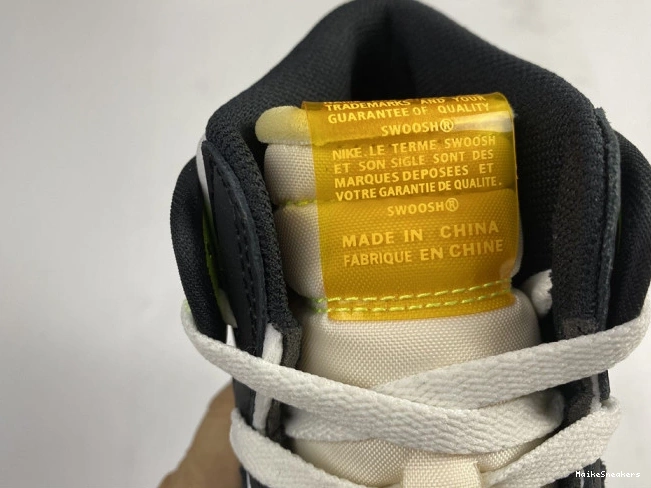 TRADEMARKS AND YOUR
GUARANTEE OF QUALITY
SWOOSH®
NIKE, LE TERME, SWOOSH
ET SON SIGLE SONT DES
MARQUES DEPOSEES ET
VOTRE GARANTIE DE QUALITE.
SWOOSH®
MADE IN CHINA
FABRIQUE EN CHINE
MaikeSneakers